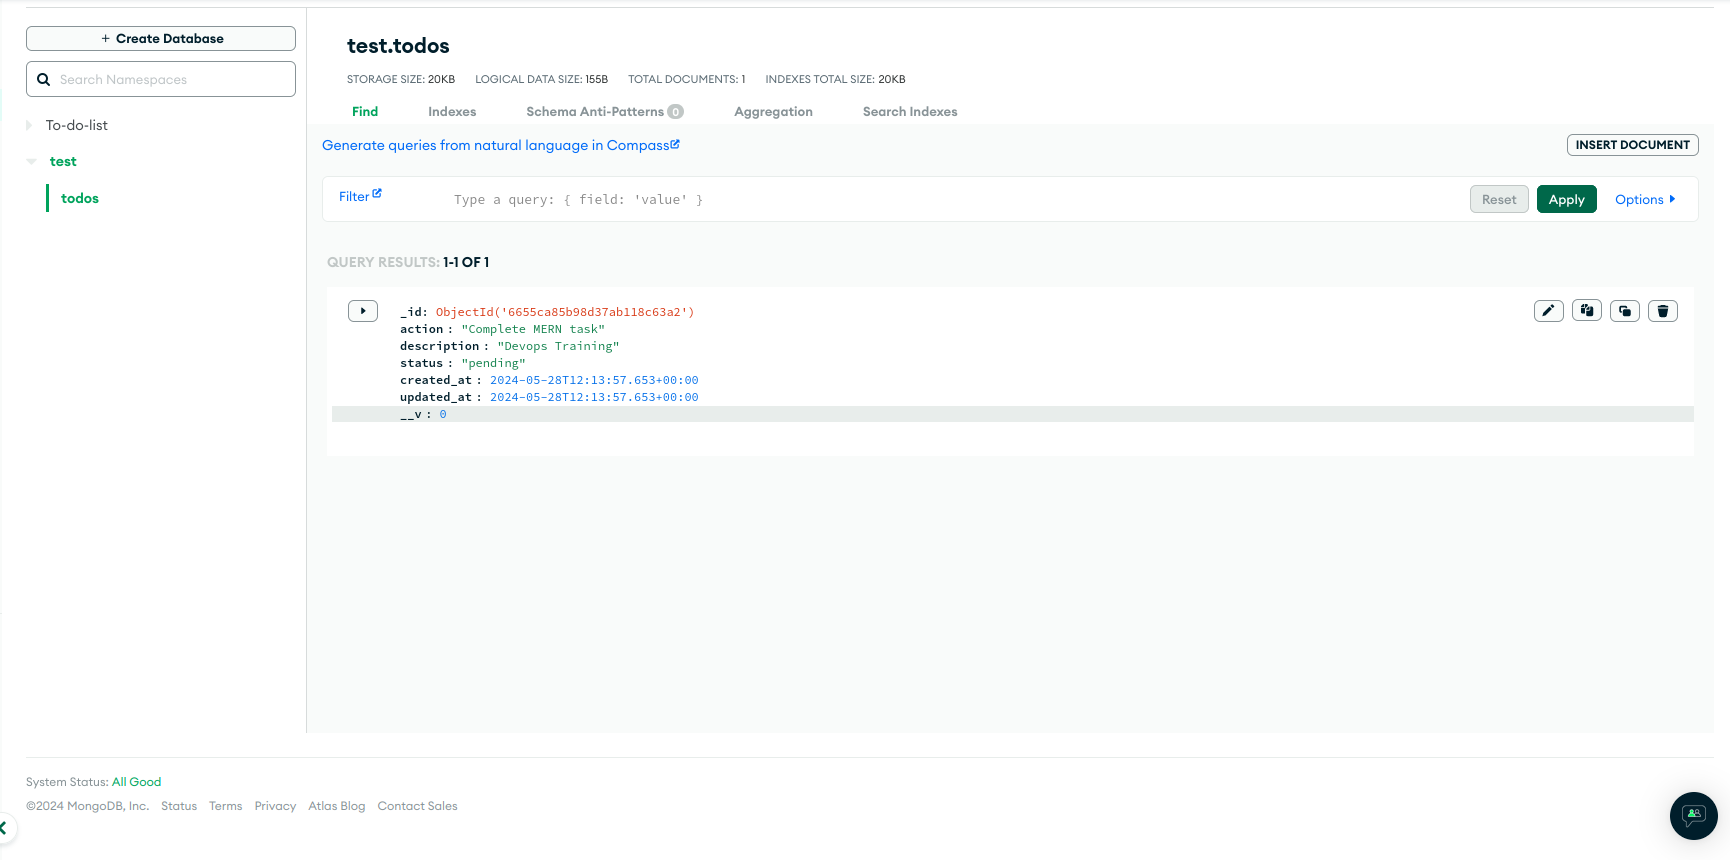 + Create Database
Search Namespaces
To-do-list
test
todos
test.todos
STORAGE SIZE: 20KB LOGICAL DATA SIZE: 155B TOTAL DOCUMENTS: 1 INDEXES TOTAL SIZE: 20KB
Find Indexes Schema Anti-Patterns 0 Aggregation Search Indexes
Generate queries from natural language in Compass
INSERT DOCUMENT
Filter Type a query: { field: 'value' } Reset Apply Options
QUERY RESULTS: 1-1 OF 1
_id: ObjectId('6655ca85b98d37ab118c63a2')
action : "Complete MERN task"
description : "Devops Training"
status : "pending"
created_at : 2024-05-28T12:13:57.653+00:00
updated_at : 2024-05-28T12:13:57.653+00:00
__v : 0
System Status: All Good
©2024 MongoDB, Inc. Status Terms Privacy Atlas Blog Contact Sales